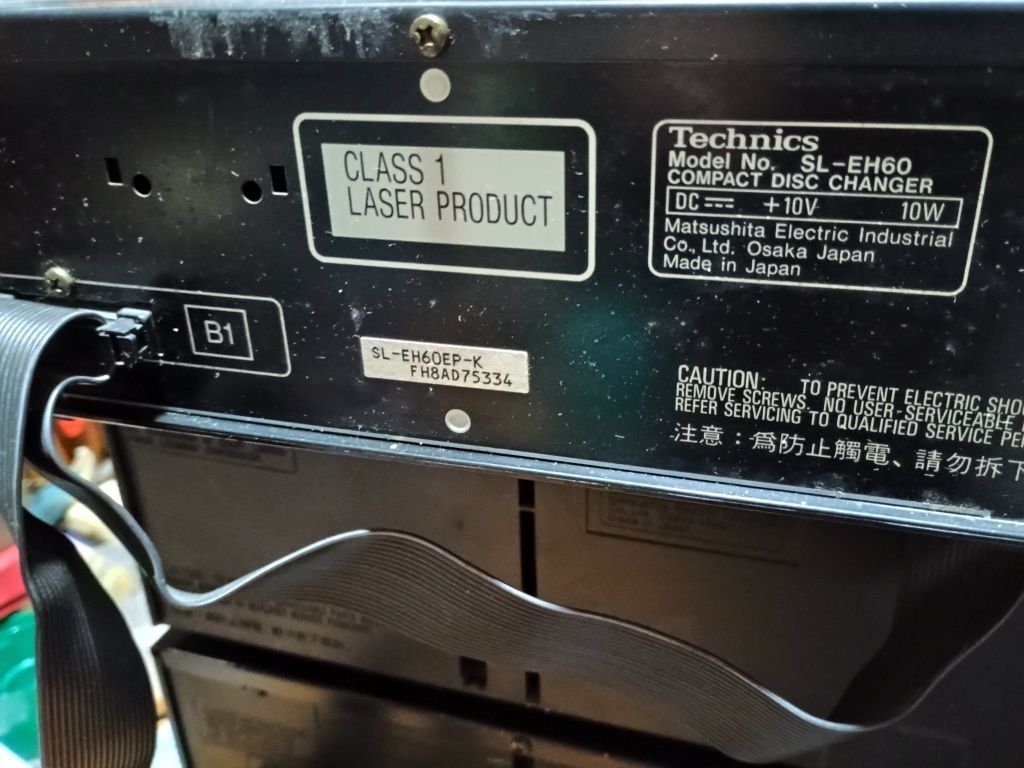 CLASS 1
LASER PRODUCT
Technics
Model No. SL-EH60
COMPACT DISC CHANGER
DC +10V 10W
Matsushita Electric Industrial
Co., Ltd. Osaka Japan
Made in Japan
B1
SL-EH60EP-K
FH8AD75334
CAUTION: TO PREVENT ELECTRIC
REMOVE SCREWS. NO USER-SERVICEABLE
REFER SERVICING TO QUALIFIED SERVICE
注意：為防止觸電、請勿拆下